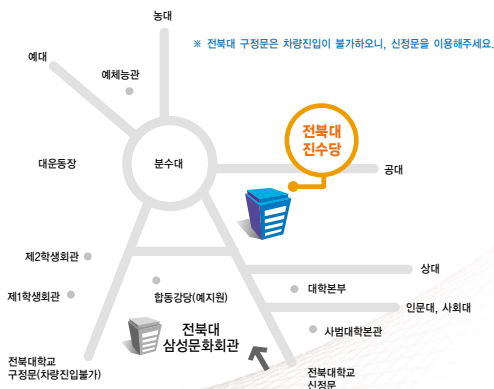 농대
※ 전북대 구정문은 차량진입이 불가하오니, 신정문을 이용해주세요.
예대
예체능관
전북대
진수당
대운동장
분수대
공대
제2학생회관
상대
제1학생회관
합동강당(예지원)
대학본부
인문대, 사회대
전북대
삼성문화회관
사범대학본관
전북대학교
구정문(차량진입불가)
전북대학교
신정문